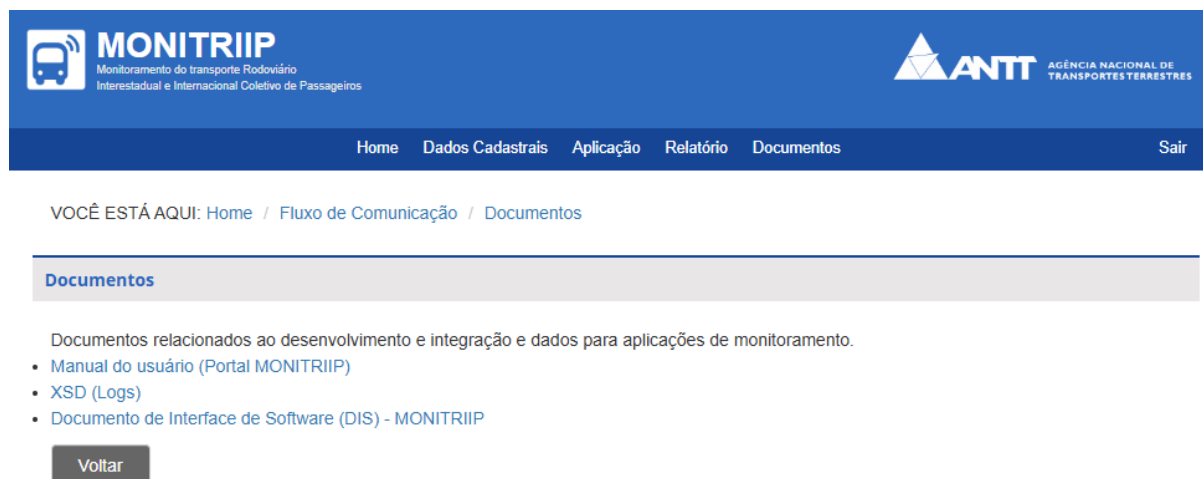 MONITRIIP
Monitoramento do transporte Rodoviário
Interestadual e Internacional Coletivo de Passageiros
ANTT
AGÊNCIA NACIONAL DE
TRANSPORTES TERRESTRES
Home Dados Cadastrais Aplicação Relatório Documentos Sair
VOCÊ ESTÁ AQUI: Home / Fluxo de Comunicação / Documentos
Documentos
Documentos relacionados ao desenvolvimento e integração e dados para aplicações de monitoramento.
• Manual do usuário (Portal MONITRIIP)
• XSD (Logs)
• Documento de Interface de Software (DIS) - MONITRIIP
Voltar